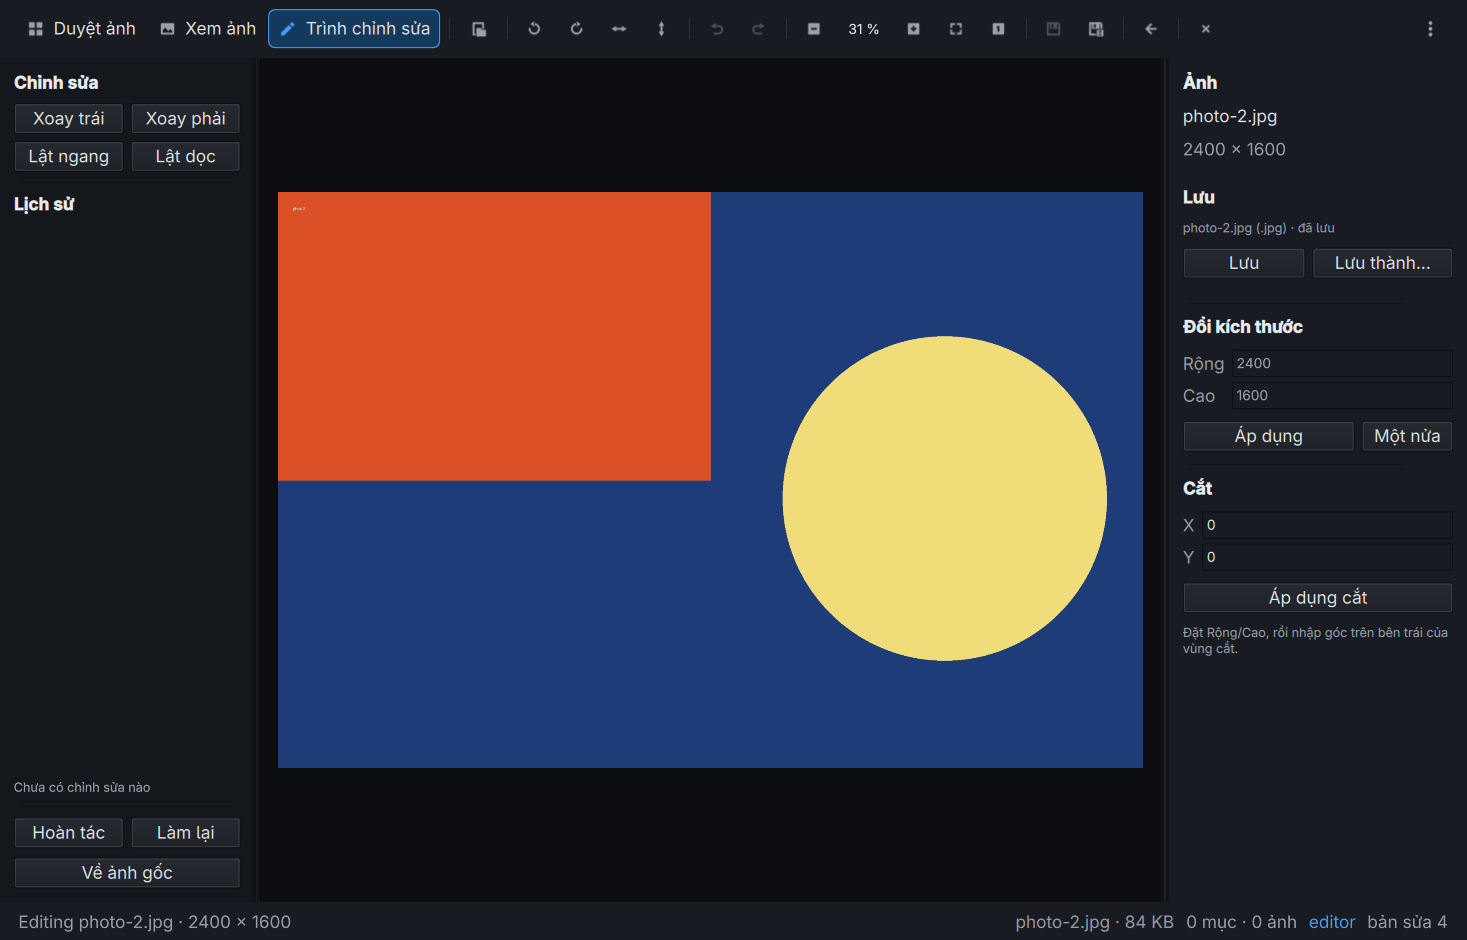 Duyệt ảnh
Xem ảnh
Trình chỉnh sửa
31 %
Chỉnh sửa
Xoay trái
Xoay phải
Lật ngang
Lật dọc
Lịch sử
Chưa có chỉnh sửa nào
Hoàn tác
Làm lại
Về ảnh gốc
Ảnh
photo-2.jpg
2400 × 1600
Lưu
photo-2.jpg (.jpg) · đã lưu
Lưu
Lưu thành...
Đổi kích thước
Rộng 2400
Cao 1600
Áp dụng
Một nửa
Cắt
X 0
Y 0
Áp dụng cắt
Đặt Rộng/Cao, rồi nhập góc trên bên trái của
vùng cắt.
Editing photo-2.jpg · 2400 × 1600
photo-2.jpg · 84 KB 0 mục · 0 ảnh editor bản sửa 4